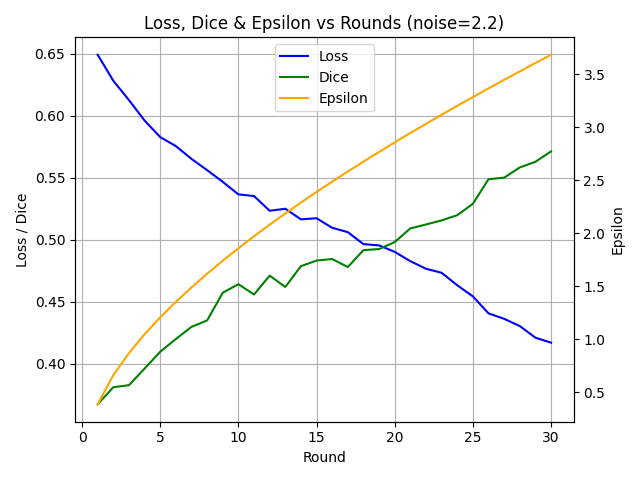 Loss, Dice & Epsilon vs Rounds (noise=2.2)
Loss
Dice
Epsilon
Loss / Dice
0.65
0.60
0.55
0.50
0.45
0.40
3.5
3.0
2.5
2.0
1.5
1.0
0.5
Epsilon
0 5 10 15 20 25 30
Round